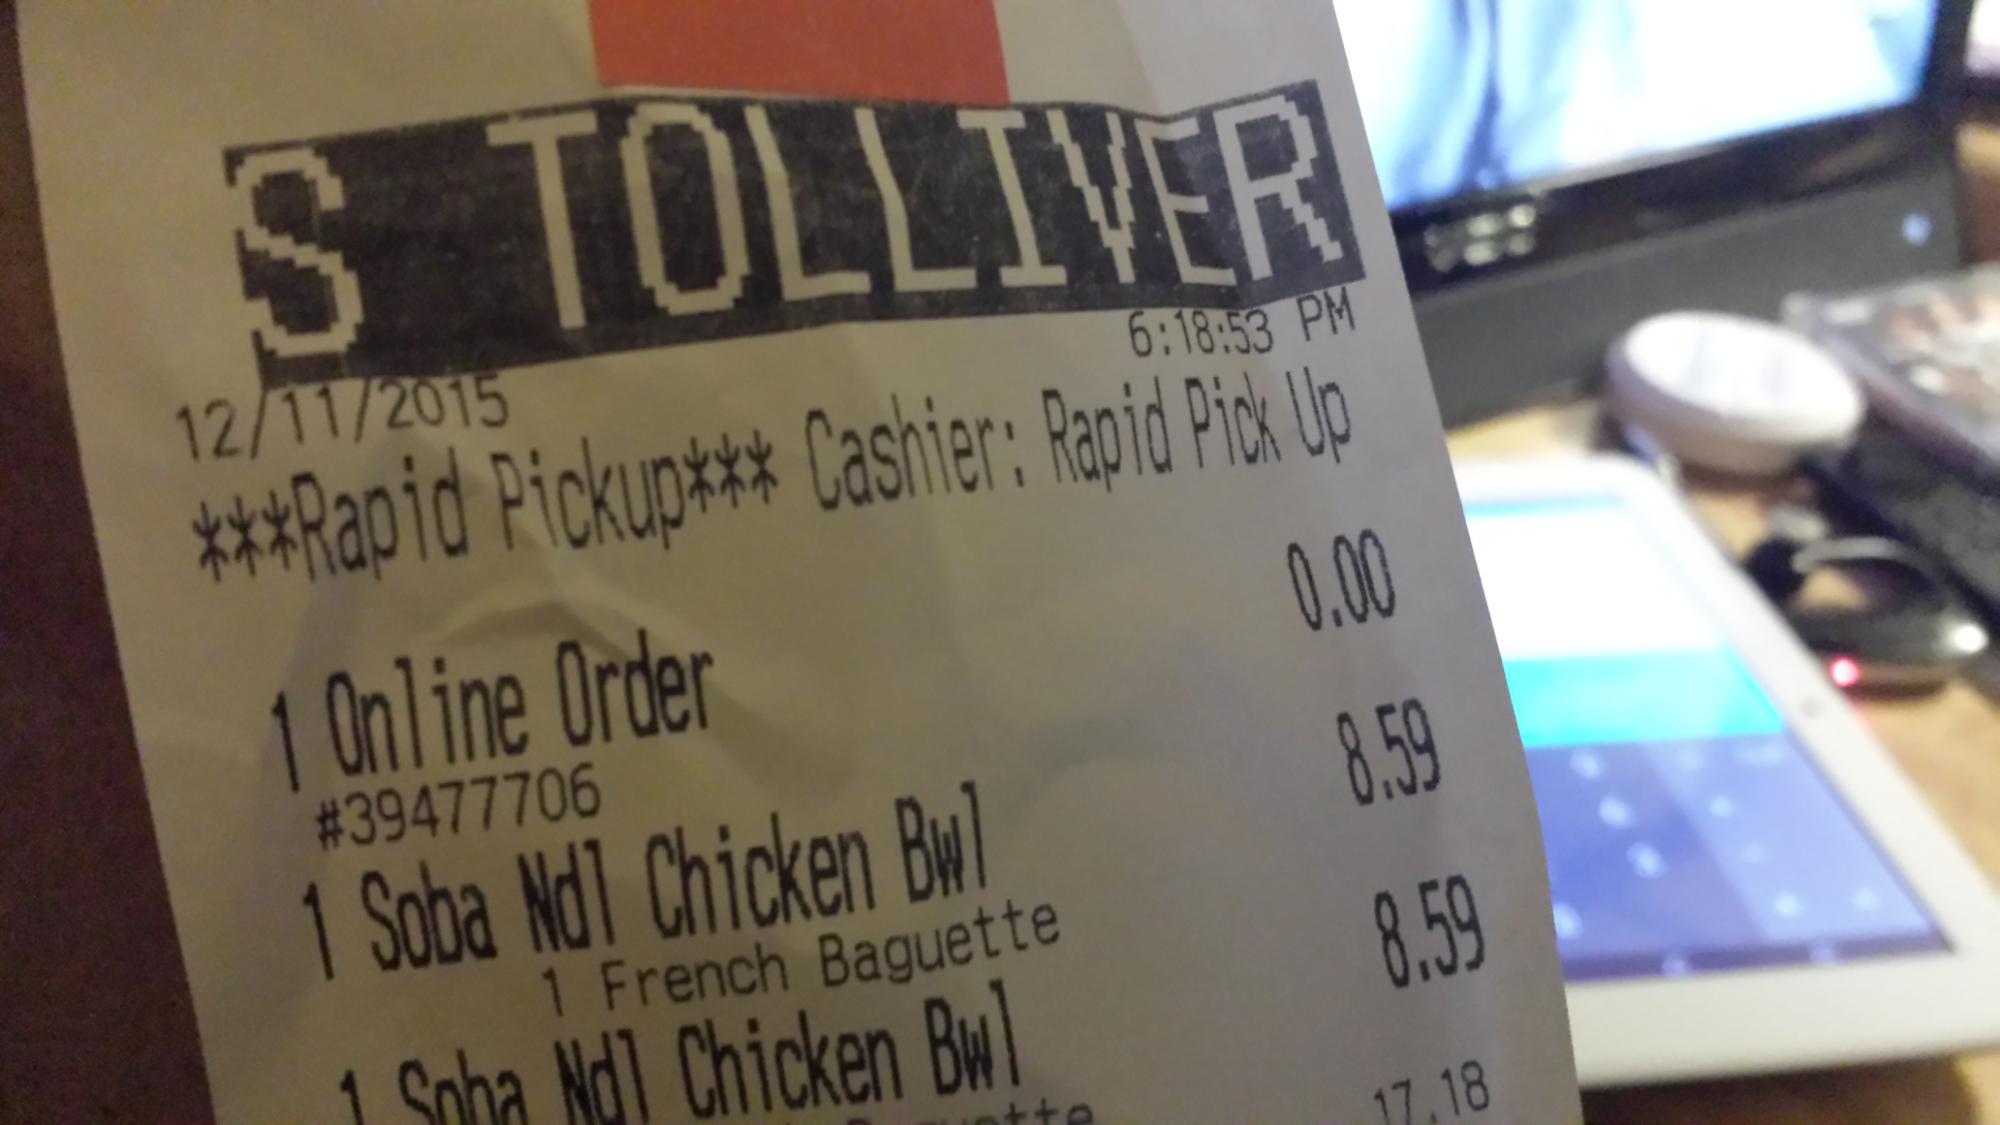 S TOLLIVER
12/11/2015 6:18:53 PM
***Rapid Pickup*** Cashier: Rapid Pick Up
1 Online Order 0.00
#39477706
1 Soba Ndl Chicken Bwl 8.59
1 French Baguette
1 Soba Ndl Chicken Bwl 8.59
Baguette
17.18